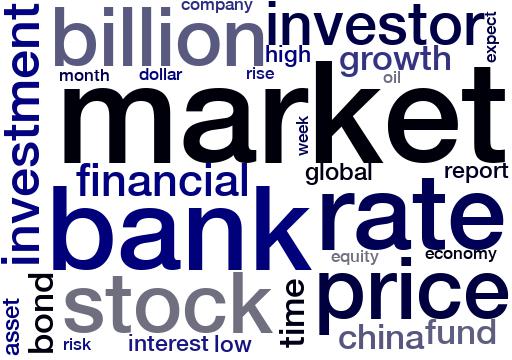 company
billion
investor
investment
high
growth
expect
month
dollar
rise
oil
market
week
financial
global
report
bank
rate
equity
economy
stock
bond
time
price
asset
risk
interest
low
china
fund